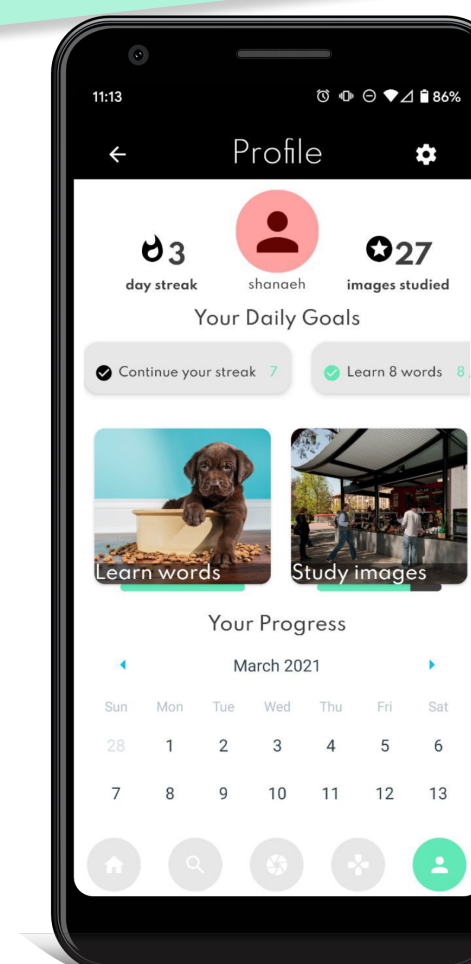 11:13 86%
Profile
3 27
day streak shanaeh images studied
Your Daily Goals
Continue your streak 7 Learn 8 words 8
Learn words Study images
Your Progress
March 2021
Sun Mon Tue Wed Thu Fri Sat
28 1 2 3 4 5 6
7 8 9 10 11 12 13